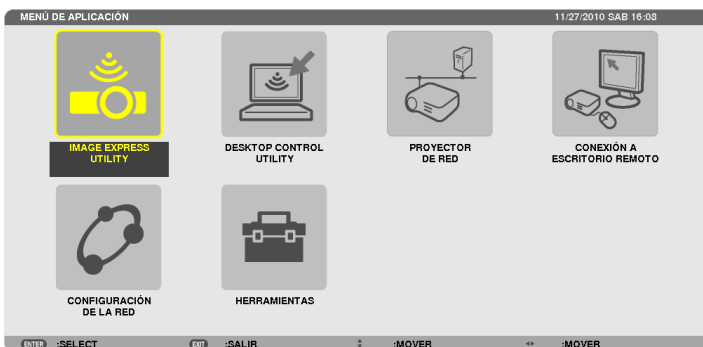 MENÚ DE APLICACIÓN 11/27/2010 SAB 16:08
IMAGE EXPRESS
UTILITY
DESKTOP CONTROL
UTILITY
PROYECTOR
DE RED
CONEXIÓN A
ESCRITORIO REMOTO
CONFIGURACIÓN
DE LA RED
HERRAMIENTAS
ENTER :SELECT EXIT :SALIR :MOVER :MOVER